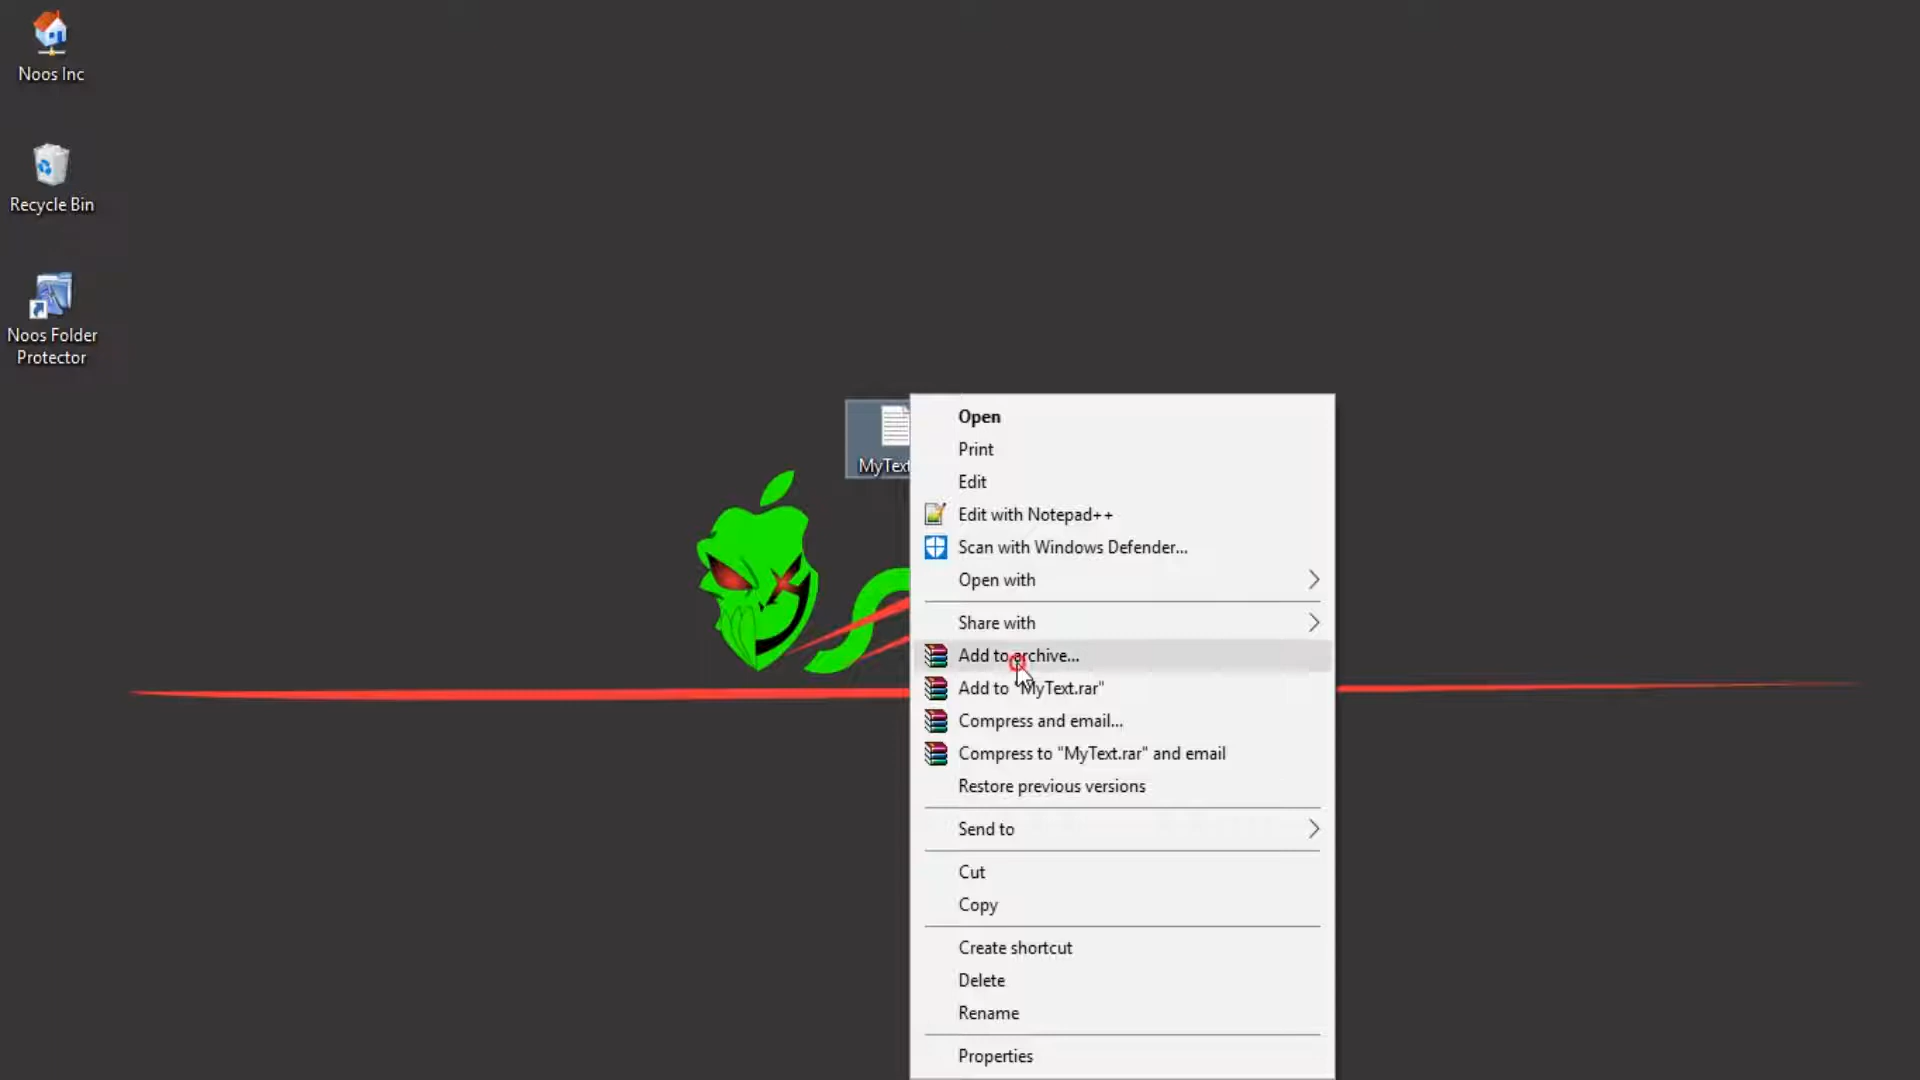 Noos Inc
Recycle Bin
Noos Folder
Protector
MyText
Open
Print
Edit
Edit with Notepad++
Scan with Windows Defender...
Open with
Share with
Add to archive...
Add to "MyText.rar"
Compress and email...
Compress to "MyText.rar" and email
Restore previous versions
Send to
Cut
Copy
Create shortcut
Delete
Rename
Properties